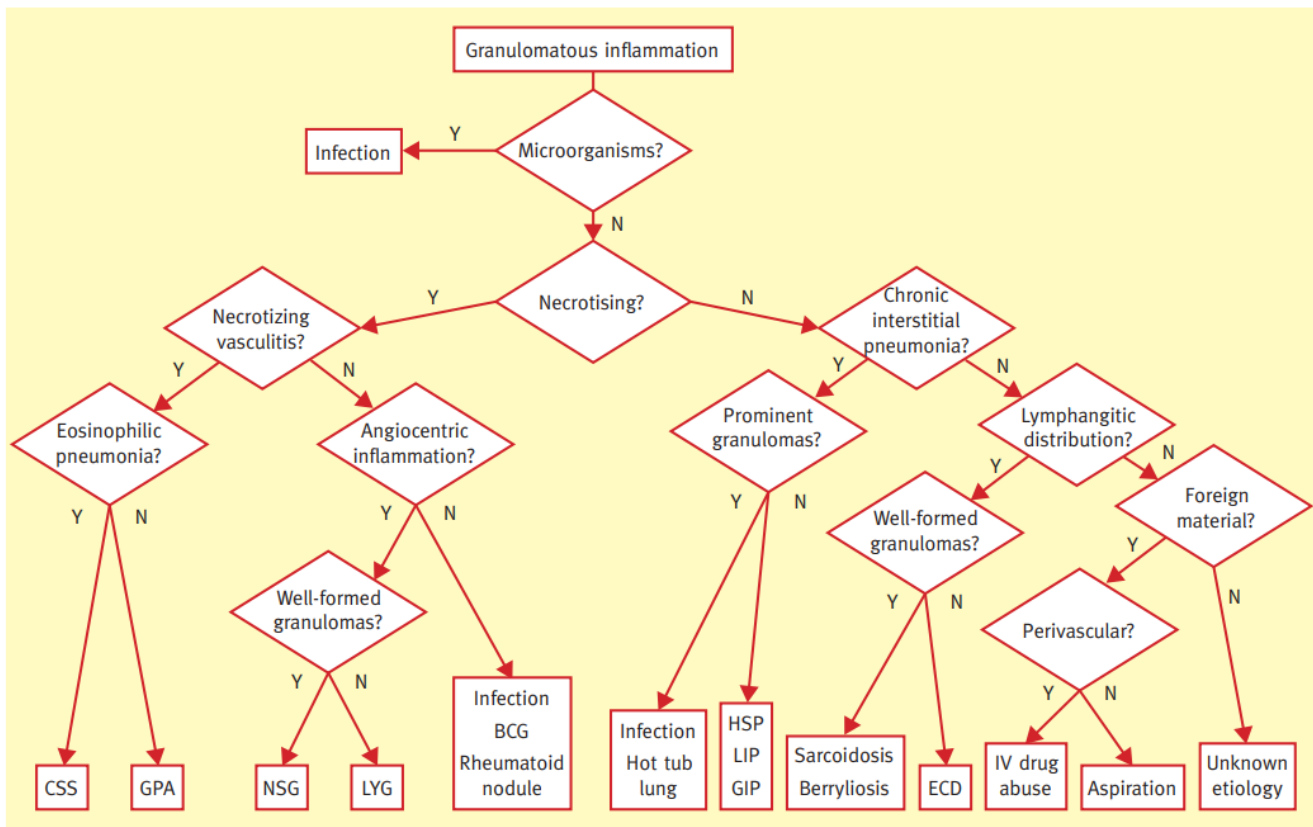 Granulomatous inflammation
Y
Infection
Microorganisms?
N
Y
Necrotising?
N
Necrotizing
vasculitis?
Chronic
interstitial
pneumonia?
Y
N
Y
N
Eosinophilic
pneumonia?
Angiocentric
inflammation?
Prominent
granulomas?
Lymphangitic
distribution?
Y
N
Y
N
Y
N
Y
N
Well-formed
granulomas?
Well-formed
granulomas?
Foreign
material?
Y
N
Y
N
Y
N
Perivascular?
Y
N
CSS
GPA
NSG
LYG
Infection
BCG
Rheumatoid
nodule
Infection
Hot tub
lung
HSP
LIP
GIP
Sarcoidosis
Berryliosis
ECD
IV drug
abuse
Aspiration
Unknown
etiology